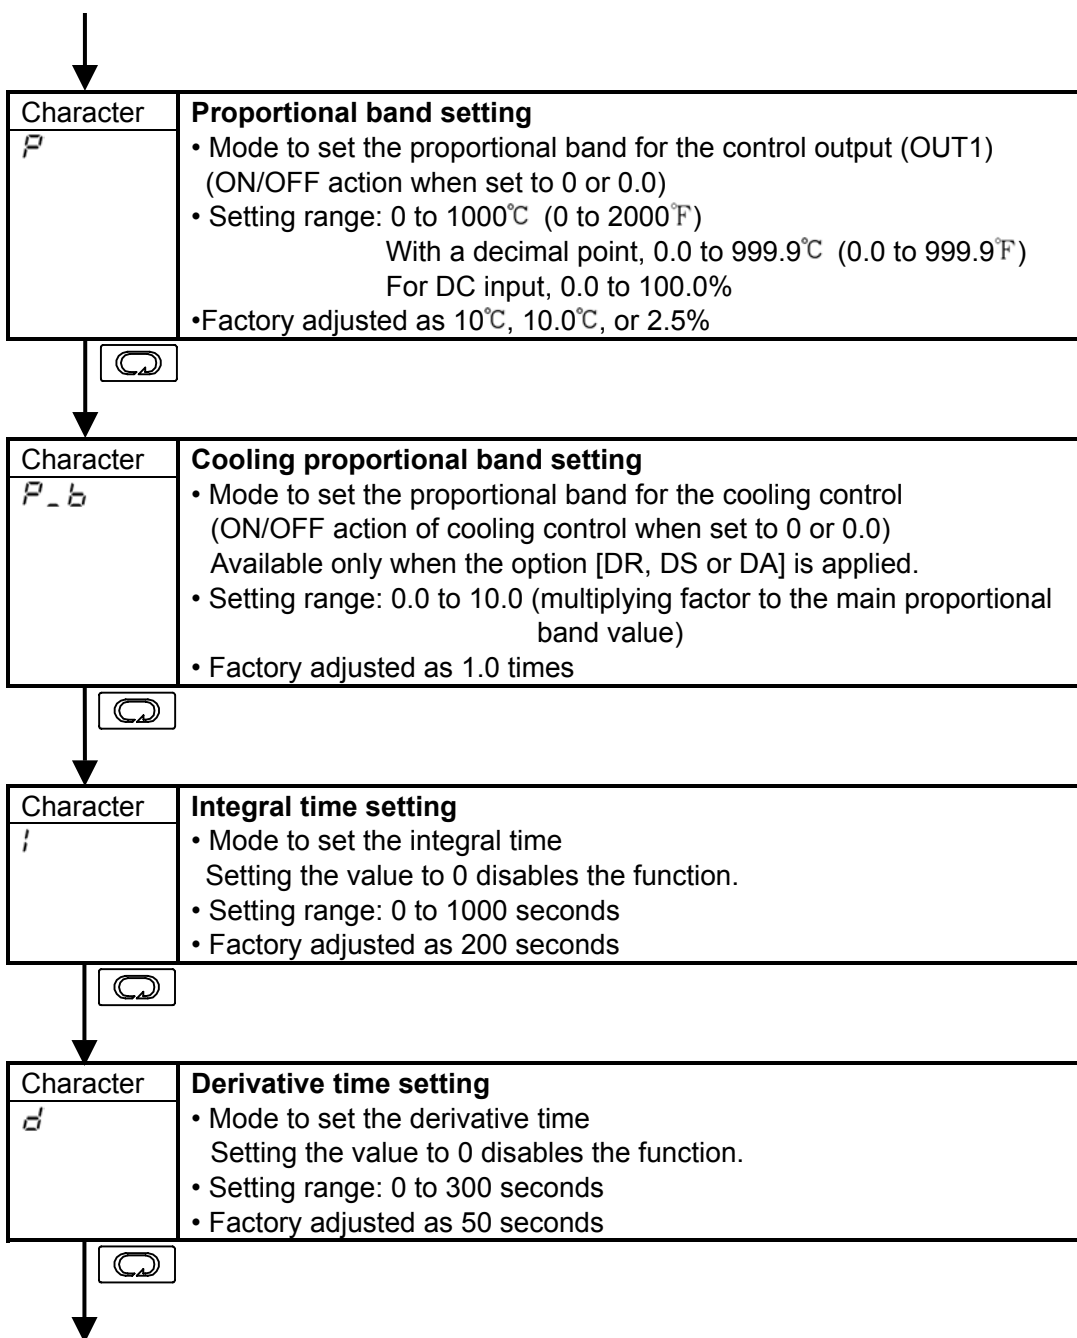 Character
Proportional band setting
P
• Mode to set the proportional band for the control output (OUT1)
(ON/OFF action when set to 0 or 0.0)
• Setting range: 0 to 1000℃ (0 to 2000℉)
With a decimal point, 0.0 to 999.9℃ (0.0 to 999.9℉)
For DC input, 0.0 to 100.0%
•Factory adjusted as 10℃, 10.0℃, or 2.5%
Character
Cooling proportional band setting
P_b
• Mode to set the proportional band for the cooling control
(ON/OFF action of cooling control when set to 0 or 0.0)
Available only when the option [DR, DS or DA] is applied.
• Setting range: 0.0 to 10.0 (multiplying factor to the main proportional
band value)
• Factory adjusted as 1.0 times
Character
Integral time setting
I
• Mode to set the integral time
Setting the value to 0 disables the function.
• Setting range: 0 to 1000 seconds
• Factory adjusted as 200 seconds
Character
Derivative time setting
d
• Mode to set the derivative time
Setting the value to 0 disables the function.
• Setting range: 0 to 300 seconds
• Factory adjusted as 50 seconds